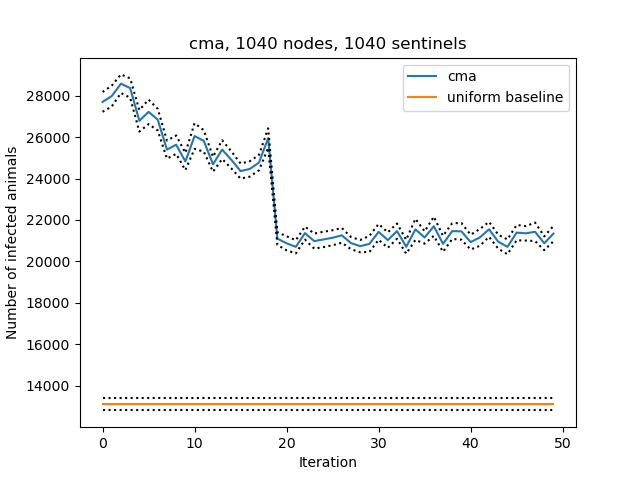 cma, 1040 nodes, 1040 sentinels
cma
uniform baseline
28000
26000
24000
22000
20000
18000
16000
14000
Number of infected animals
0 10 20 30 40 50
Iteration